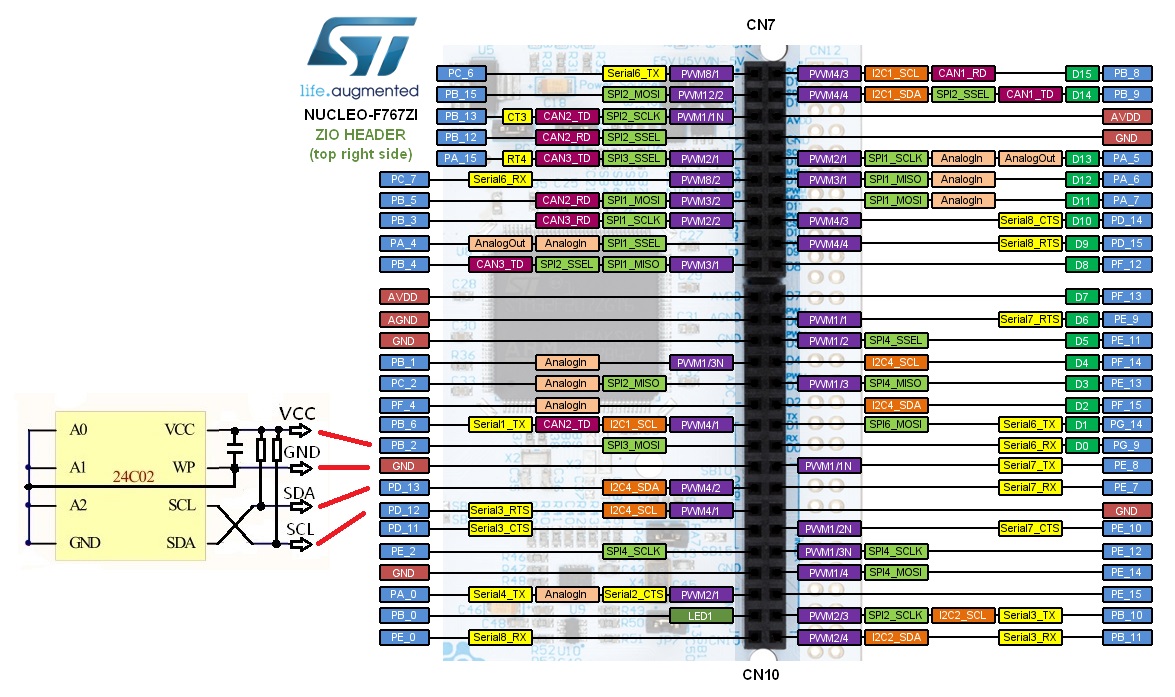 CN7
life.augmented
NUCLEO-F767ZI
ZIO HEADER
(top right side)
PC_6 Serial6_TX PWM8/1 PWM4/3 I2C1_SCL CAN1_RD D15 PB_8
PB_15 SPI2_MOSI PWM12/2 PWM4/4 I2C1_SDA SPI2_SSEL CAN1_TD D14 PB_9
PB_13 CT3 CAN2_TD SPI2_SCLK PWM1/1N AVDD
PB_12 CAN2_RD SPI2_SSEL GND
PA_15 RT4 CAN3_TD SPI3_SSEL PWM2/1 PWM2/1 SPI1_SCLK AnalogIn AnalogOut D13 PA_5
PC_7 Serial6_RX PWM8/2 PWM3/1 SPI1_MISO AnalogIn D12 PA_6
PB_5 CAN2_RD SPI1_MOSI PWM3/2 SPI1_MOSI AnalogIn D11 PA_7
PB_3 CAN3_RD SPI1_SCLK PWM2/2 PWM4/3 Serial8_CTS D10 PD_14
PA_4 AnalogOut AnalogIn SPI1_SSEL PWM4/4 Serial8_RTS D9 PD_15
PB_4 CAN3_TD SPI2_SSEL SPI1_MISO PWM3/1 D8 PF_12
AVDD D7 PF_13
AGND PWM1/1 Serial7_RTS D6 PE_9
GND PWM1/2 SPI4_SSEL D5 PE_11
PB_1 AnalogIn PWM1/3N I2C4_SCL D4 PF_14
PC_2 AnalogIn SPI2_MISO PWM1/3 SPI4_MISO D3 PE_13
PF_4 AnalogIn I2C4_SDA D2 PF_15
PB_6 Serial1_TX CAN2_TD I2C1_SCL PWM4/1 SPI6_MOSI Serial6_TX D1 PG_14
PB_2 SPI3_MOSI Serial6_RX D0 PG_9
GND PWM1/1N Serial7_TX PE_8
PD_13 I2C4_SDA PWM4/2 Serial7_RX PE_7
PD_12 Serial3_RTS I2C4_SCL PWM4/1 GND
PD_11 Serial3_CTS PWM1/2N Serial7_CTS PE_10
PE_2 SPI4_SCLK PWM1/3N SPI4_SCLK PE_12
GND PWM1/4 SPI4_MOSI PE_14
PA_0 Serial4_TX AnalogIn Serial2_CTS PWM2/1 PE_15
PB_0 LED1 PWM2/3 SPI2_SCLK I2C2_SCL Serial3_TX PB_10
PE_0 Serial8_RX PWM2/4 I2C2_SDA Serial3_RX PB_11
CN10
A0 VCC VCC
A1 WP GND
24C02
A2 SCL SDA
GND SDA SCL